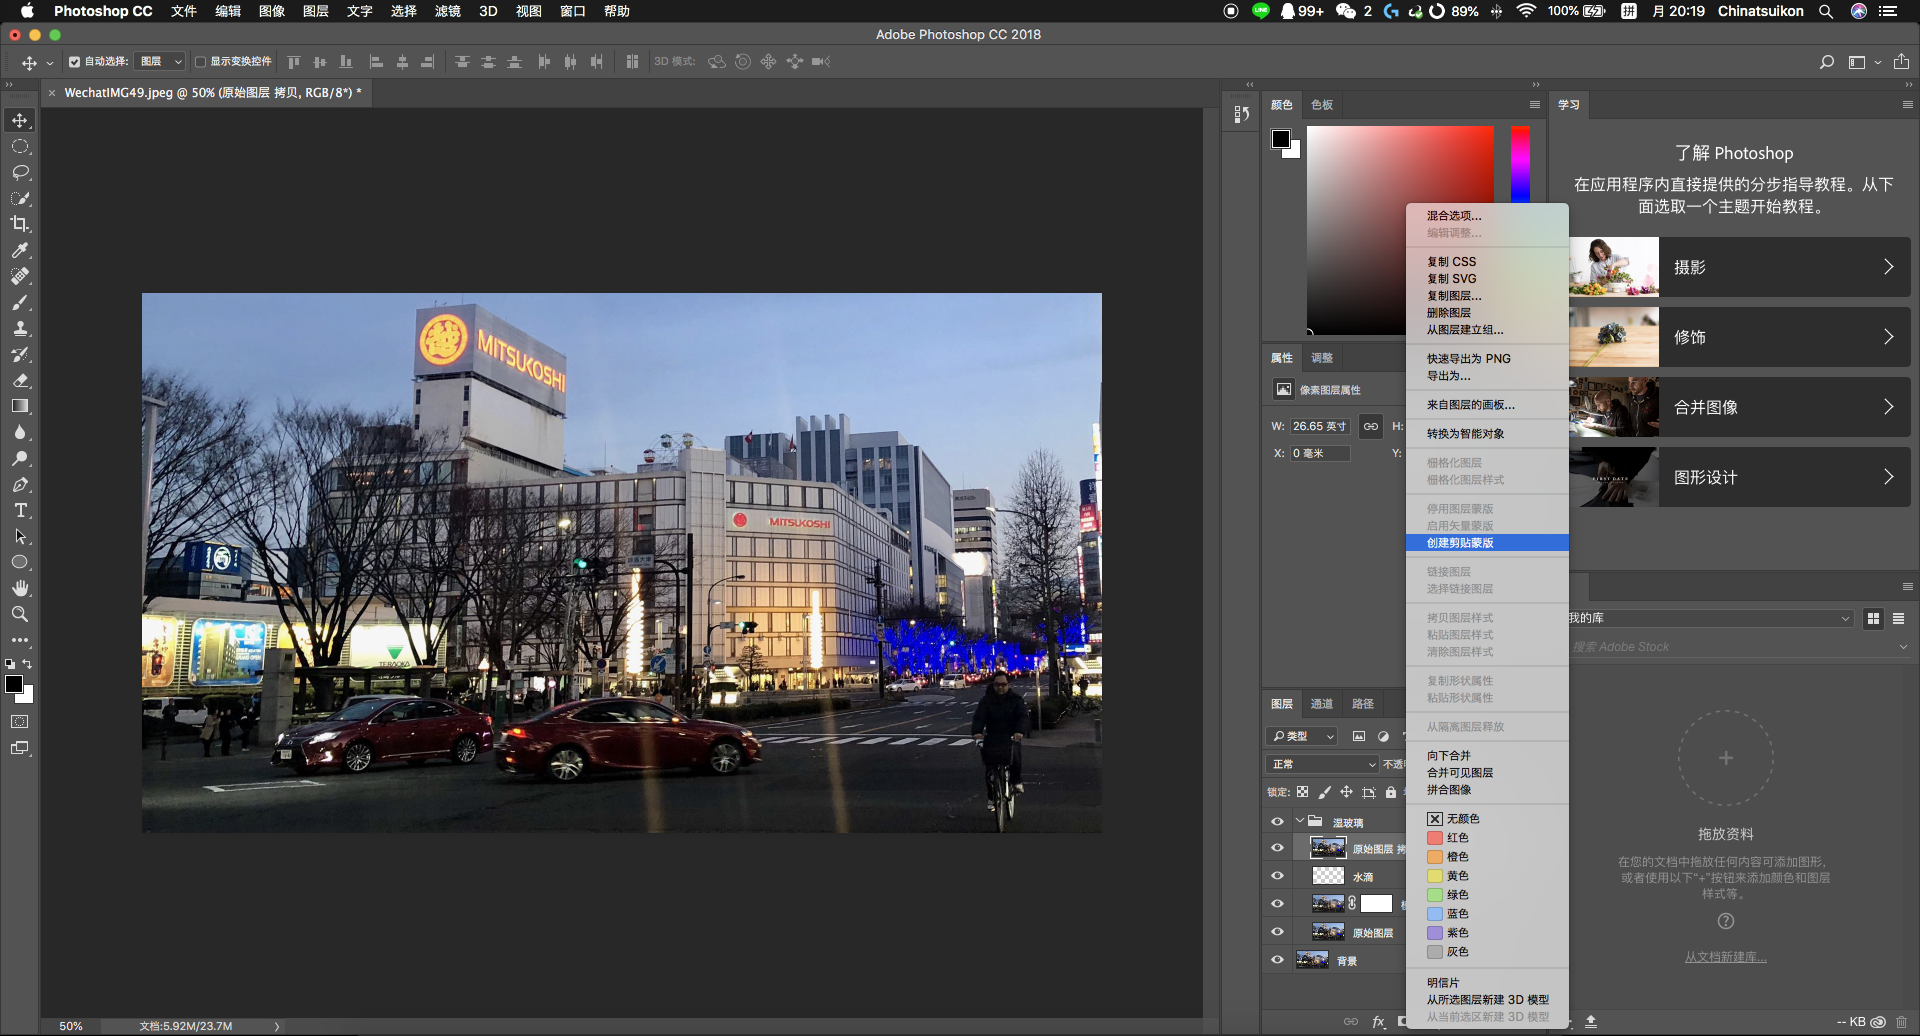 Photoshop CC 文件 编辑 图像 图层 文字 选择 滤镜 3D 视图 窗口 帮助 99+ 2 89% 100% 拼 月 20:19 Chinatsuikon
Adobe Photoshop CC 2018
自动选择: 图层 显示变换控件 3D 模式:
WechatIMG49.jpeg @ 50% (原始图层 拷贝, RGB/8*) *
颜色 色板
学习
了解 Photoshop
在应用程序内直接提供的分步指导教程。从下
面选取一个主题开始教程。
摄影
修饰
合并图像
图形设计
MITSUKOSHI
MITSUKOSHI
TERAOKA
FIRST DATE
属性 调整
像素图层属性
W: 26.65 英寸 H:
X: 0 毫米 Y:
混合选项...
编辑调整...
复制 CSS
复制 SVG
复制图层...
删除图层
从图层建立组...
快速导出为 PNG
导出为...
来自图层的画板...
转换为智能对象
栅格化图层
栅格化图层样式
停用图层蒙版
启用矢量蒙版
创建剪贴蒙版
链接图层
选择链接图层
拷贝图层样式
粘贴图层样式
清除图层样式
复制形状属性
粘贴形状属性
从隔离图层释放
向下合并
合并可见图层
拼合图像
无颜色
红色
橙色
黄色
绿色
蓝色
紫色
灰色
明信片
从所选图层新建 3D 模型
从当前选区新建 3D 模型
我的库
搜索 Adobe Stock
拖放资料
在您的文档中拖放任何内容可添加图形,
或者使用以下“+”按钮来添加颜色和图层
样式等。
从文档新建库...
-- KB
图层 通道 路径
类型
正常 不透明
锁定:
湿玻璃
原始图层 拷
水滴
原始图层
背景
fx
50% 文档:5.92M/23.7M